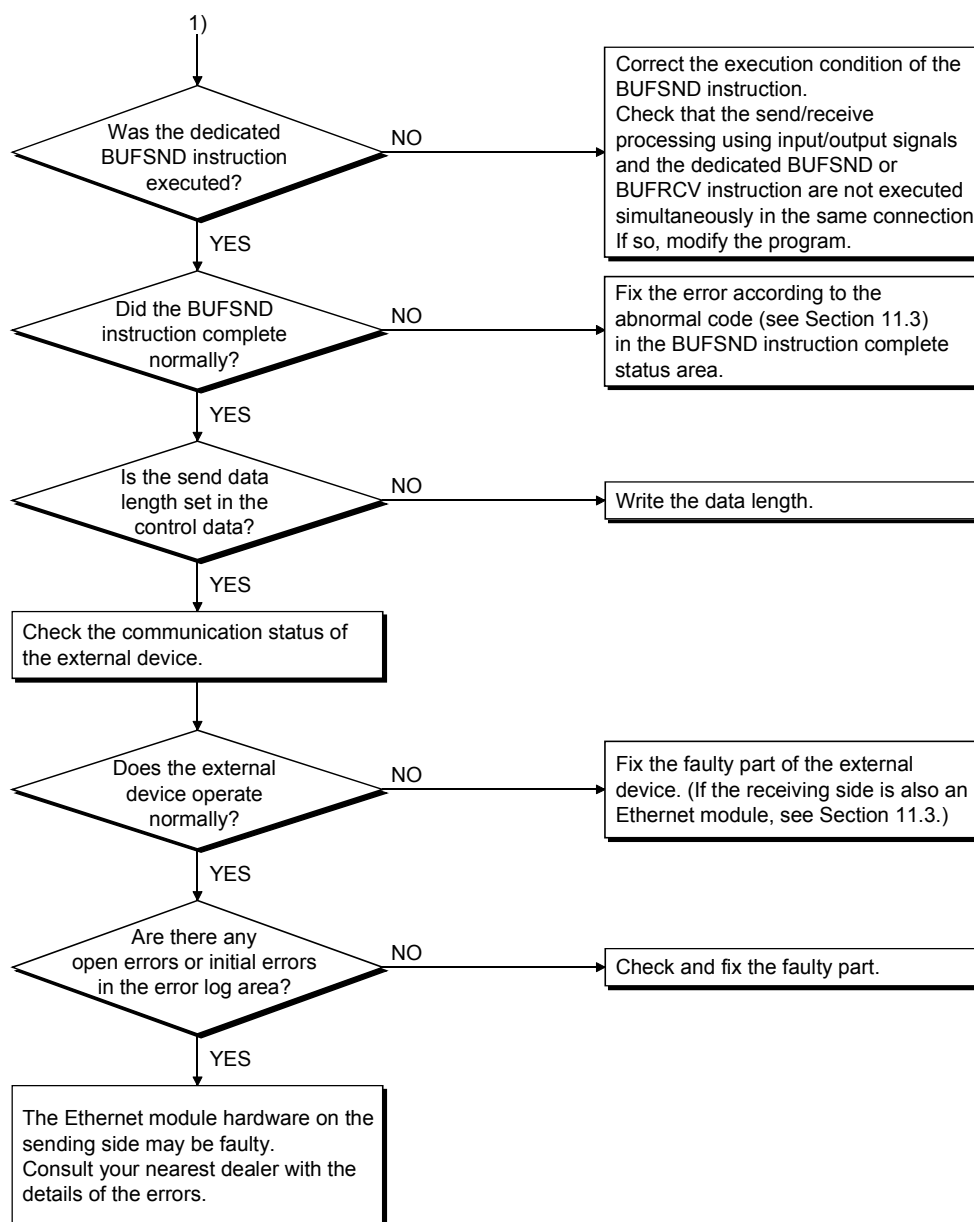 1)
Was the dedicated
BUFSND instruction
executed?
NO
Correct the execution condition of the
BUFSND instruction.
Check that the send/receive
processing using input/output signals
and the dedicated BUFSND or
BUFRCV instruction are not executed
simultaneously in the same connection
If so, modify the program.
YES
Did the BUFSND
instruction complete
normally?
NO
Fix the error according to the
abnormal code (see Section 11.3)
in the BUFSND instruction complete
status area.
YES
Is the send data
length set in the
control data?
NO
Write the data length.
YES
Check the communication status of
the external device.
Does the external
device operate
normally?
NO
Fix the faulty part of the external
device. (If the receiving side is also an
Ethernet module, see Section 11.3.)
YES
Are there any
open errors or initial errors
in the error log area?
NO
Check and fix the faulty part.
YES
The Ethernet module hardware on the
sending side may be faulty.
Consult your nearest dealer with the
details of the errors.